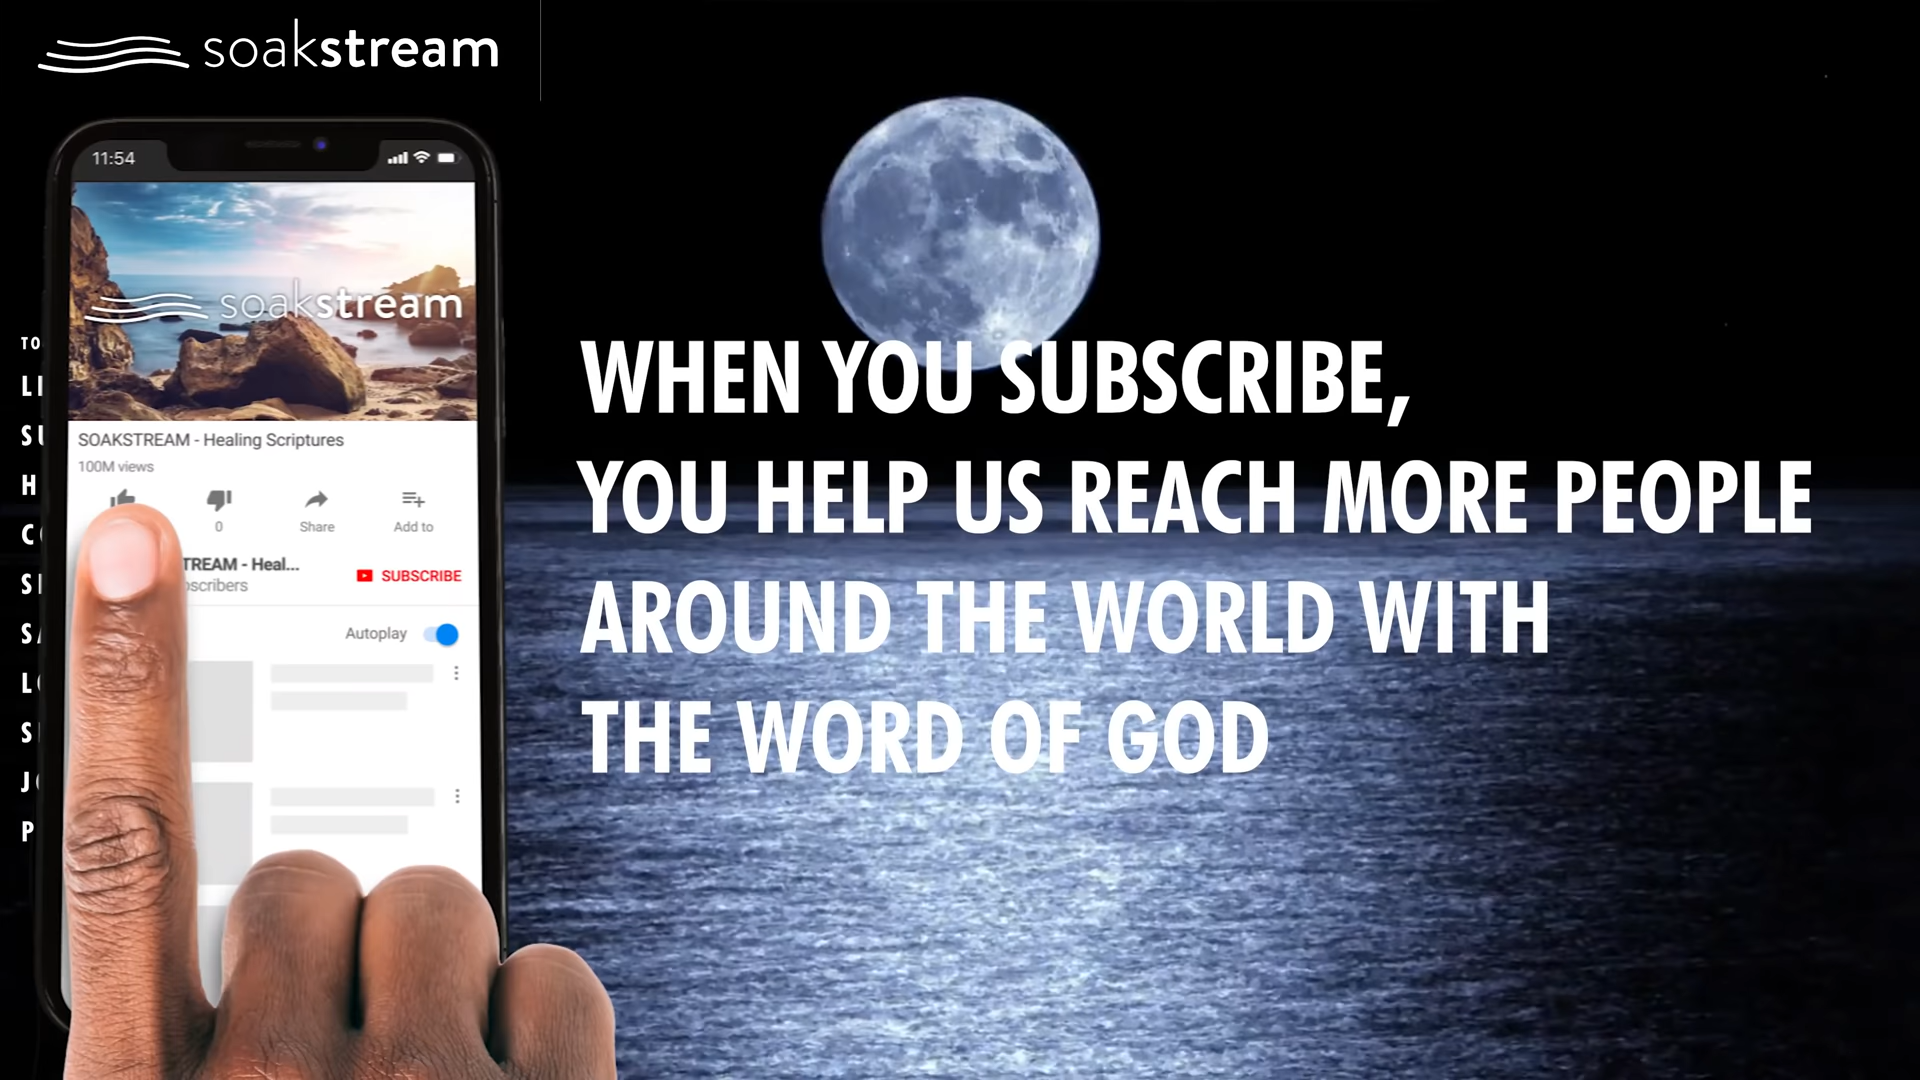 soakstream
11:54
soakstream
SOAKSTREAM - Healing Scriptures
100M views
0
Share
Add to
TREAM - Heal...
SUBSCRIBE
bscribers
Autoplay
WHEN YOU SUBSCRIBE,
YOU HELP US REACH MORE PEOPLE
AROUND THE WORLD WITH
THE WORD OF GOD